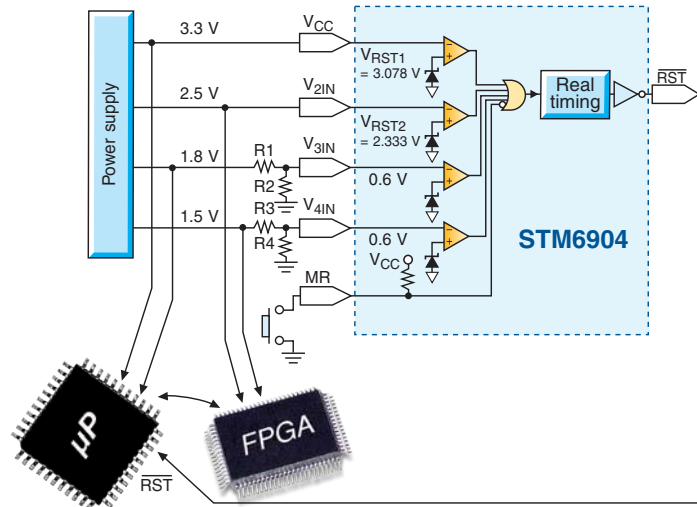 Power supply
3.3 V
VCC
VRST1
= 3.078 V
2.5 V
V2IN
VRST2
= 2.333 V
1.8 V
R1
R2
V3IN
0.6 V
1.5 V
R3
R4
V4IN
0.6 V
VCC
MR
Real
timing
RST
STM6904
µP
FPGA
RST